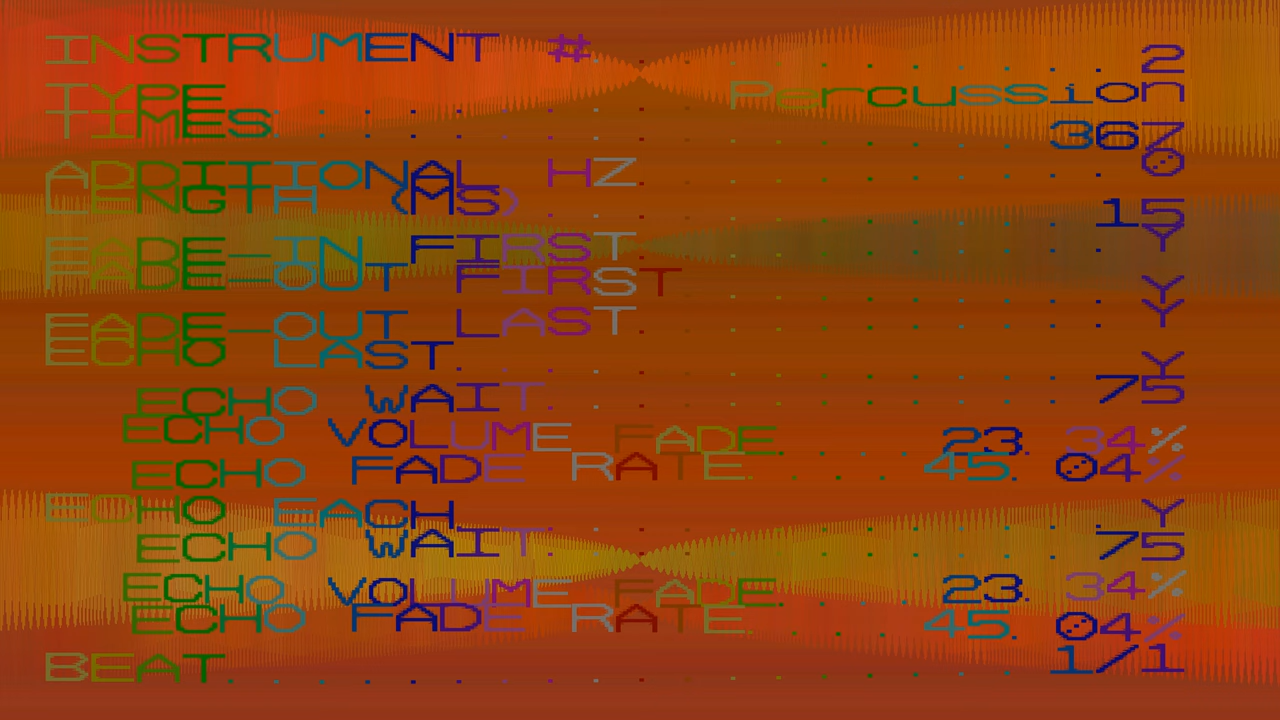 INSTRUMENT # . . . . . . . . . . . . 2
TYPE . . . . . . . . . . Percussion
TIMES. . . . . . . . . . . . . . . . . . . 367
ADDITIONAL HZ . . . . . . . . . . . 0
LENGTH (MS) . . . . . . . . . . . . . 15
FADE-IN FIRST . . . . . . . . . . . Y
FADE-OUT FIRST . . . . . . . . . . Y
FADE-OUT LAST . . . . . . . . . . . Y
ECHO LAST. . . . . . . . . . . . . . . . Y
ECHO WAIT. . . . . . . . . . . . . 75
ECHO VOLUME FADE. . . . 23. 34%
ECHO FADE RATE. . . . . 45. 04%
ECHO EACH . . . . . . . . . . . . . . . Y
ECHO WAIT. . . . . . . . . . . . . 75
ECHO VOLUME FADE. . . . 23. 34%
ECHO FADE RATE. . . . . 45. 04%
BEAT. . . . . . . . . . . . . . . . . . . 1/1